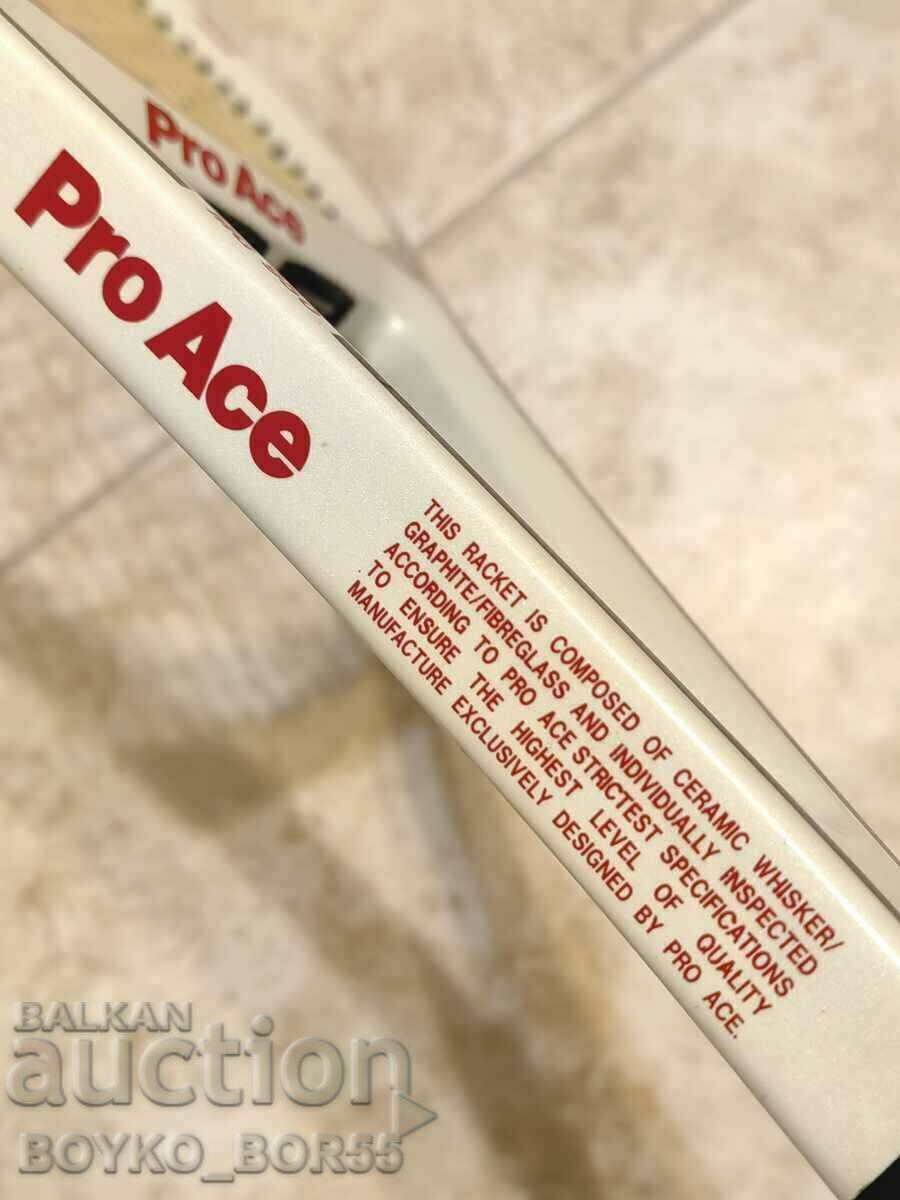 Pro Ace
Pro Ace
THIS RACKET IS COMPOSED OF CERAMIC WHISKER/
GRAPHITE/FIBREGLASS AND INDIVIDUALLY INSPECTED
ACCORDING TO PRO ACE STRICTEST SPECIFICATIONS
TO ENSURE THE HIGHEST LEVEL OF QUALITY
MANUFACTURE EXCLUSIVELY DESIGNED BY PRO ACE.
BALKAN
auction
BOYKO_BOR55